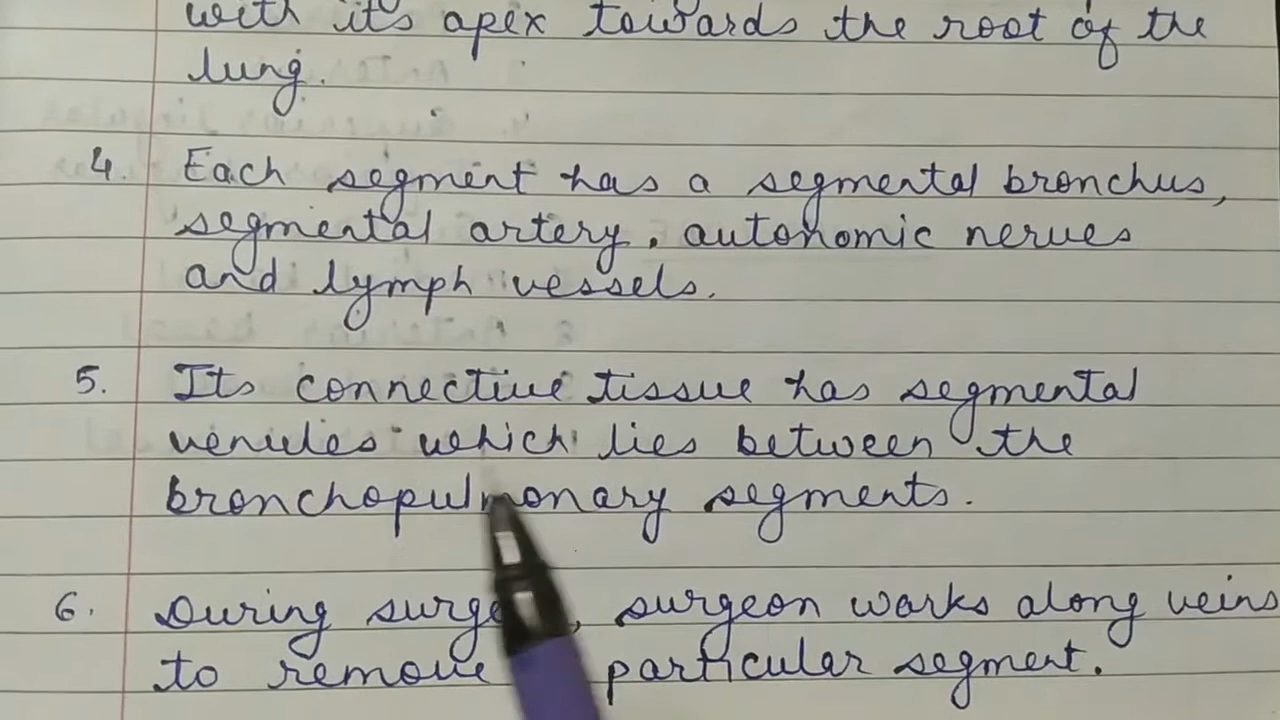 with its apex towards the root of the
lung.
4. Each segment has a segmental bronchus,
segmental artery, autonomic nerves
and lymph vessels.
5. Its connective tissue has segmental
venules which lies between the
bronchopulmonary segments.
6. During surgery, surgeon works along veins
to remove particular segment.